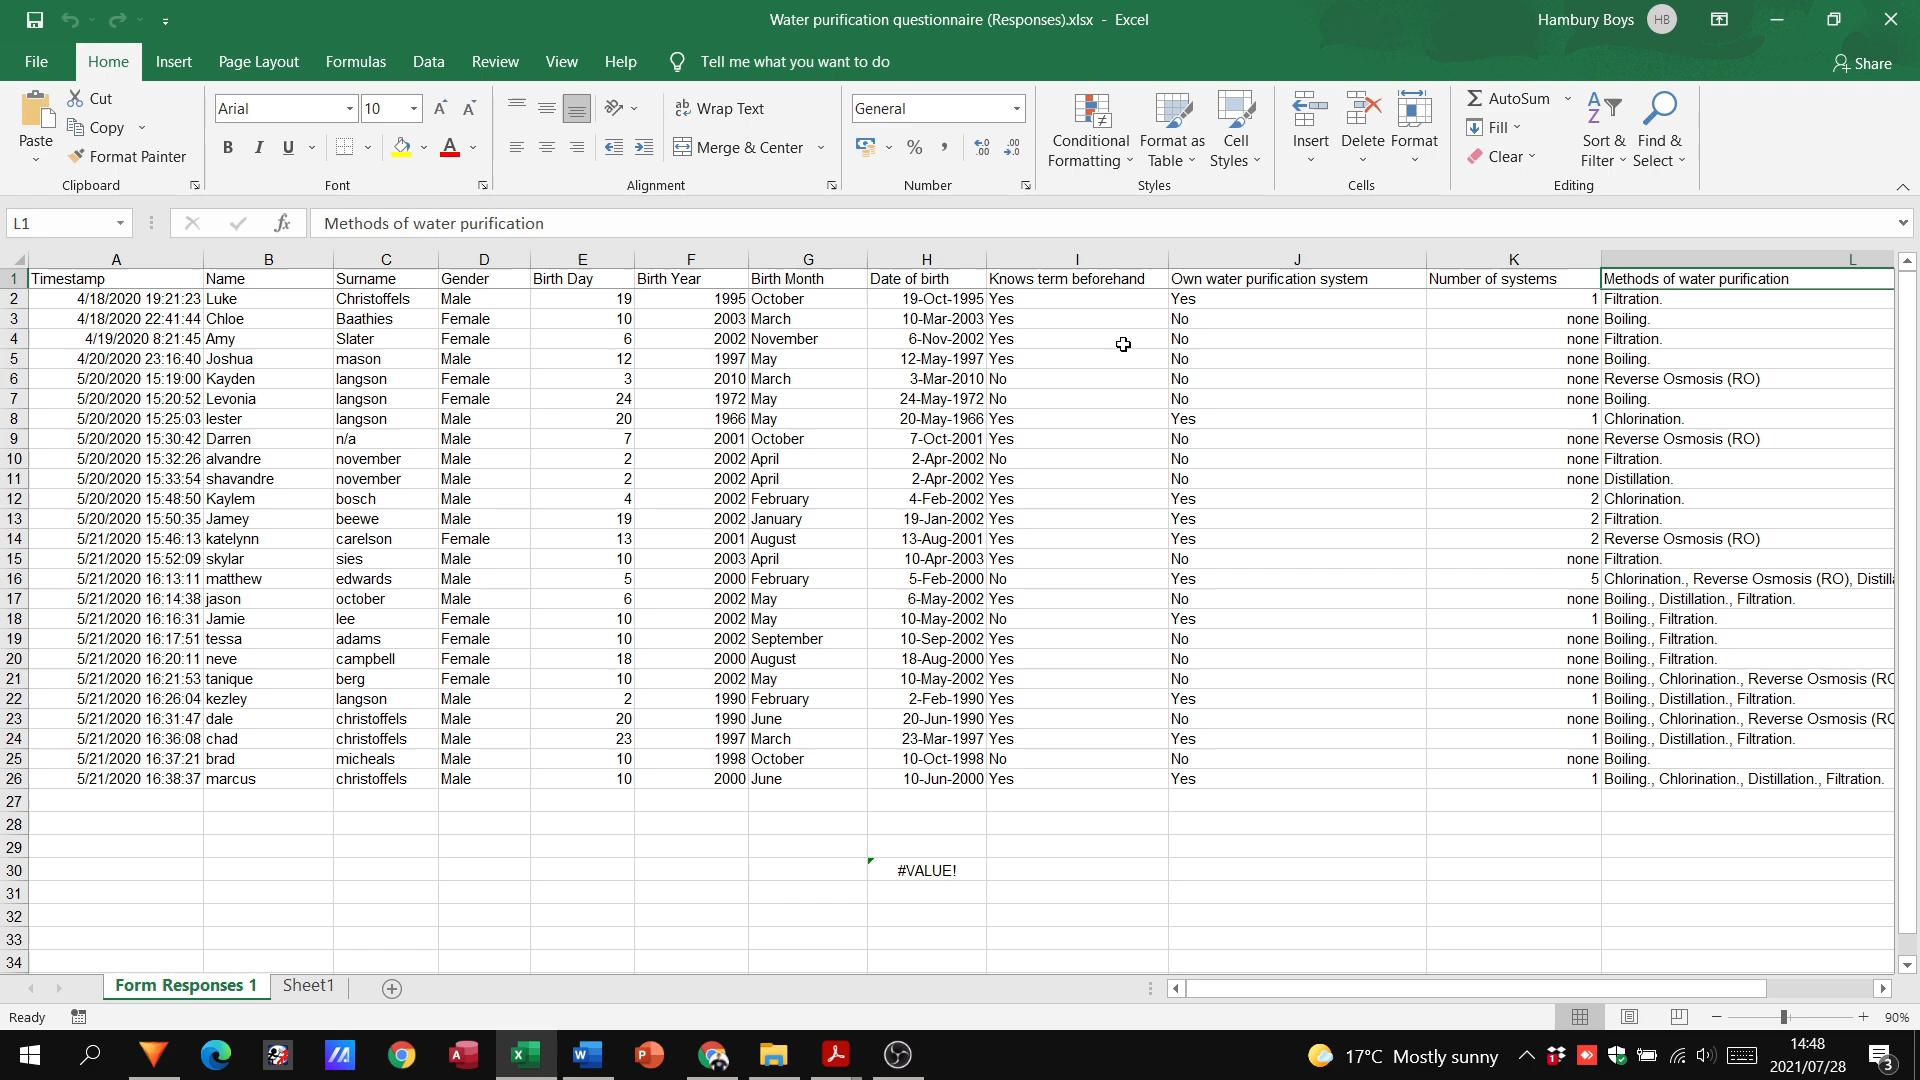 Water purification questionnaire (Responses).xlsx - Excel
Hambury Boys HB
File Home Insert Page Layout Formulas Data Review View Help Tell me what you want to do Share
Paste Cut Copy Format Painter Clipboard
Arial 10 B I U A Font
Wrap Text Merge & Center Alignment
General % Number
Conditional Formatting Format as Table Cell Styles Styles
Insert Delete Format Cells
AutoSum Fill Clear Sort & Filter Find & Select Editing
L1 fx Methods of water purification
A B C D E F G H I J K L
1 Timestamp Name Surname Gender Birth Day Birth Year Birth Month Date of birth Knows term beforehand Own water purification system Number of systems Methods of water purification
2 4/18/2020 19:21:23 Luke Christoffels Male 19 1995 October 19-Oct-1995 Yes Yes 1 Filtration.
3 4/18/2020 22:41:44 Chloe Baathies Female 10 2003 March 10-Mar-2003 Yes No none Boiling.
4 4/19/2020 8:21:45 Amy Slater Female 6 2002 November 6-Nov-2002 Yes No none Filtration.
5 4/20/2020 23:16:40 Joshua mason Male 12 1997 May 12-May-1997 Yes No none Boiling.
6 5/20/2020 15:19:00 Kayden langson Female 3 2010 March 3-Mar-2010 No No none Reverse Osmosis (RO)
7 5/20/2020 15:20:52 Levonia langson Female 24 1972 May 24-May-1972 No No none Boiling.
8 5/20/2020 15:25:03 lester langson Male 20 1966 May 20-May-1966 Yes Yes 1 Chlorination.
9 5/20/2020 15:30:42 Darren n/a Male 7 2001 October 7-Oct-2001 Yes No none Reverse Osmosis (RO)
10 5/20/2020 15:32:26 alvandre november Male 2 2002 April 2-Apr-2002 No No none Filtration.
11 5/20/2020 15:33:54 shavandre november Male 2 2002 April 2-Apr-2002 Yes No none Distillation.
12 5/20/2020 15:48:50 Kaylem bosch Male 4 2002 February 4-Feb-2002 Yes Yes 2 Chlorination.
13 5/20/2020 15:50:35 Jamey beewe Male 19 2002 January 19-Jan-2002 Yes Yes 2 Filtration.
14 5/21/2020 15:46:13 katelynn carelson Female 13 2001 August 13-Aug-2001 Yes Yes 2 Reverse Osmosis (RO)
15 5/21/2020 15:52:09 skylar sies Male 10 2003 April 10-Apr-2003 Yes No none Filtration.
16 5/21/2020 16:13:11 matthew edwards Male 5 2000 February 5-Feb-2000 No Yes 5 Chlorination., Reverse Osmosis (RO), Distilla
17 5/21/2020 16:14:38 jason october Male 6 2002 May 6-May-2002 Yes No none Boiling., Distillation., Filtration.
18 5/21/2020 16:16:31 Jamie lee Female 10 2002 May 10-May-2002 No Yes 1 Boiling., Filtration.
19 5/21/2020 16:17:51 tessa adams Female 10 2002 September 10-Sep-2002 Yes No none Boiling., Filtration.
20 5/21/2020 16:20:11 neve campbell Female 18 2000 August 18-Aug-2000 Yes No none Boiling., Filtration.
21 5/21/2020 16:21:53 tanique berg Female 10 2002 May 10-May-2002 Yes No none Boiling., Chlorination., Reverse Osmosis (RO
22 5/21/2020 16:26:04 kezley langson Male 2 1990 February 2-Feb-1990 Yes Yes 1 Boiling., Distillation., Filtration.
23 5/21/2020 16:31:47 dale christoffels Male 20 1990 June 20-Jun-1990 Yes No none Boiling., Chlorination., Reverse Osmosis (RO
24 5/21/2020 16:36:08 chad christoffels Male 23 1997 March 23-Mar-1997 Yes Yes 1 Boiling., Distillation., Filtration.
25 5/21/2020 16:37:21 brad micheals Male 10 1998 October 10-Oct-1998 No No none Boiling.
26 5/21/2020 16:38:37 marcus christoffels Male 10 2000 June 10-Jun-2000 Yes Yes 1 Boiling., Chlorination., Distillation., Filtration.
27
28
29
30 #VALUE!
31
32
33
34
Form Responses 1 Sheet1
Ready 90%
17°C Mostly sunny
14:48
2021/07/28
3